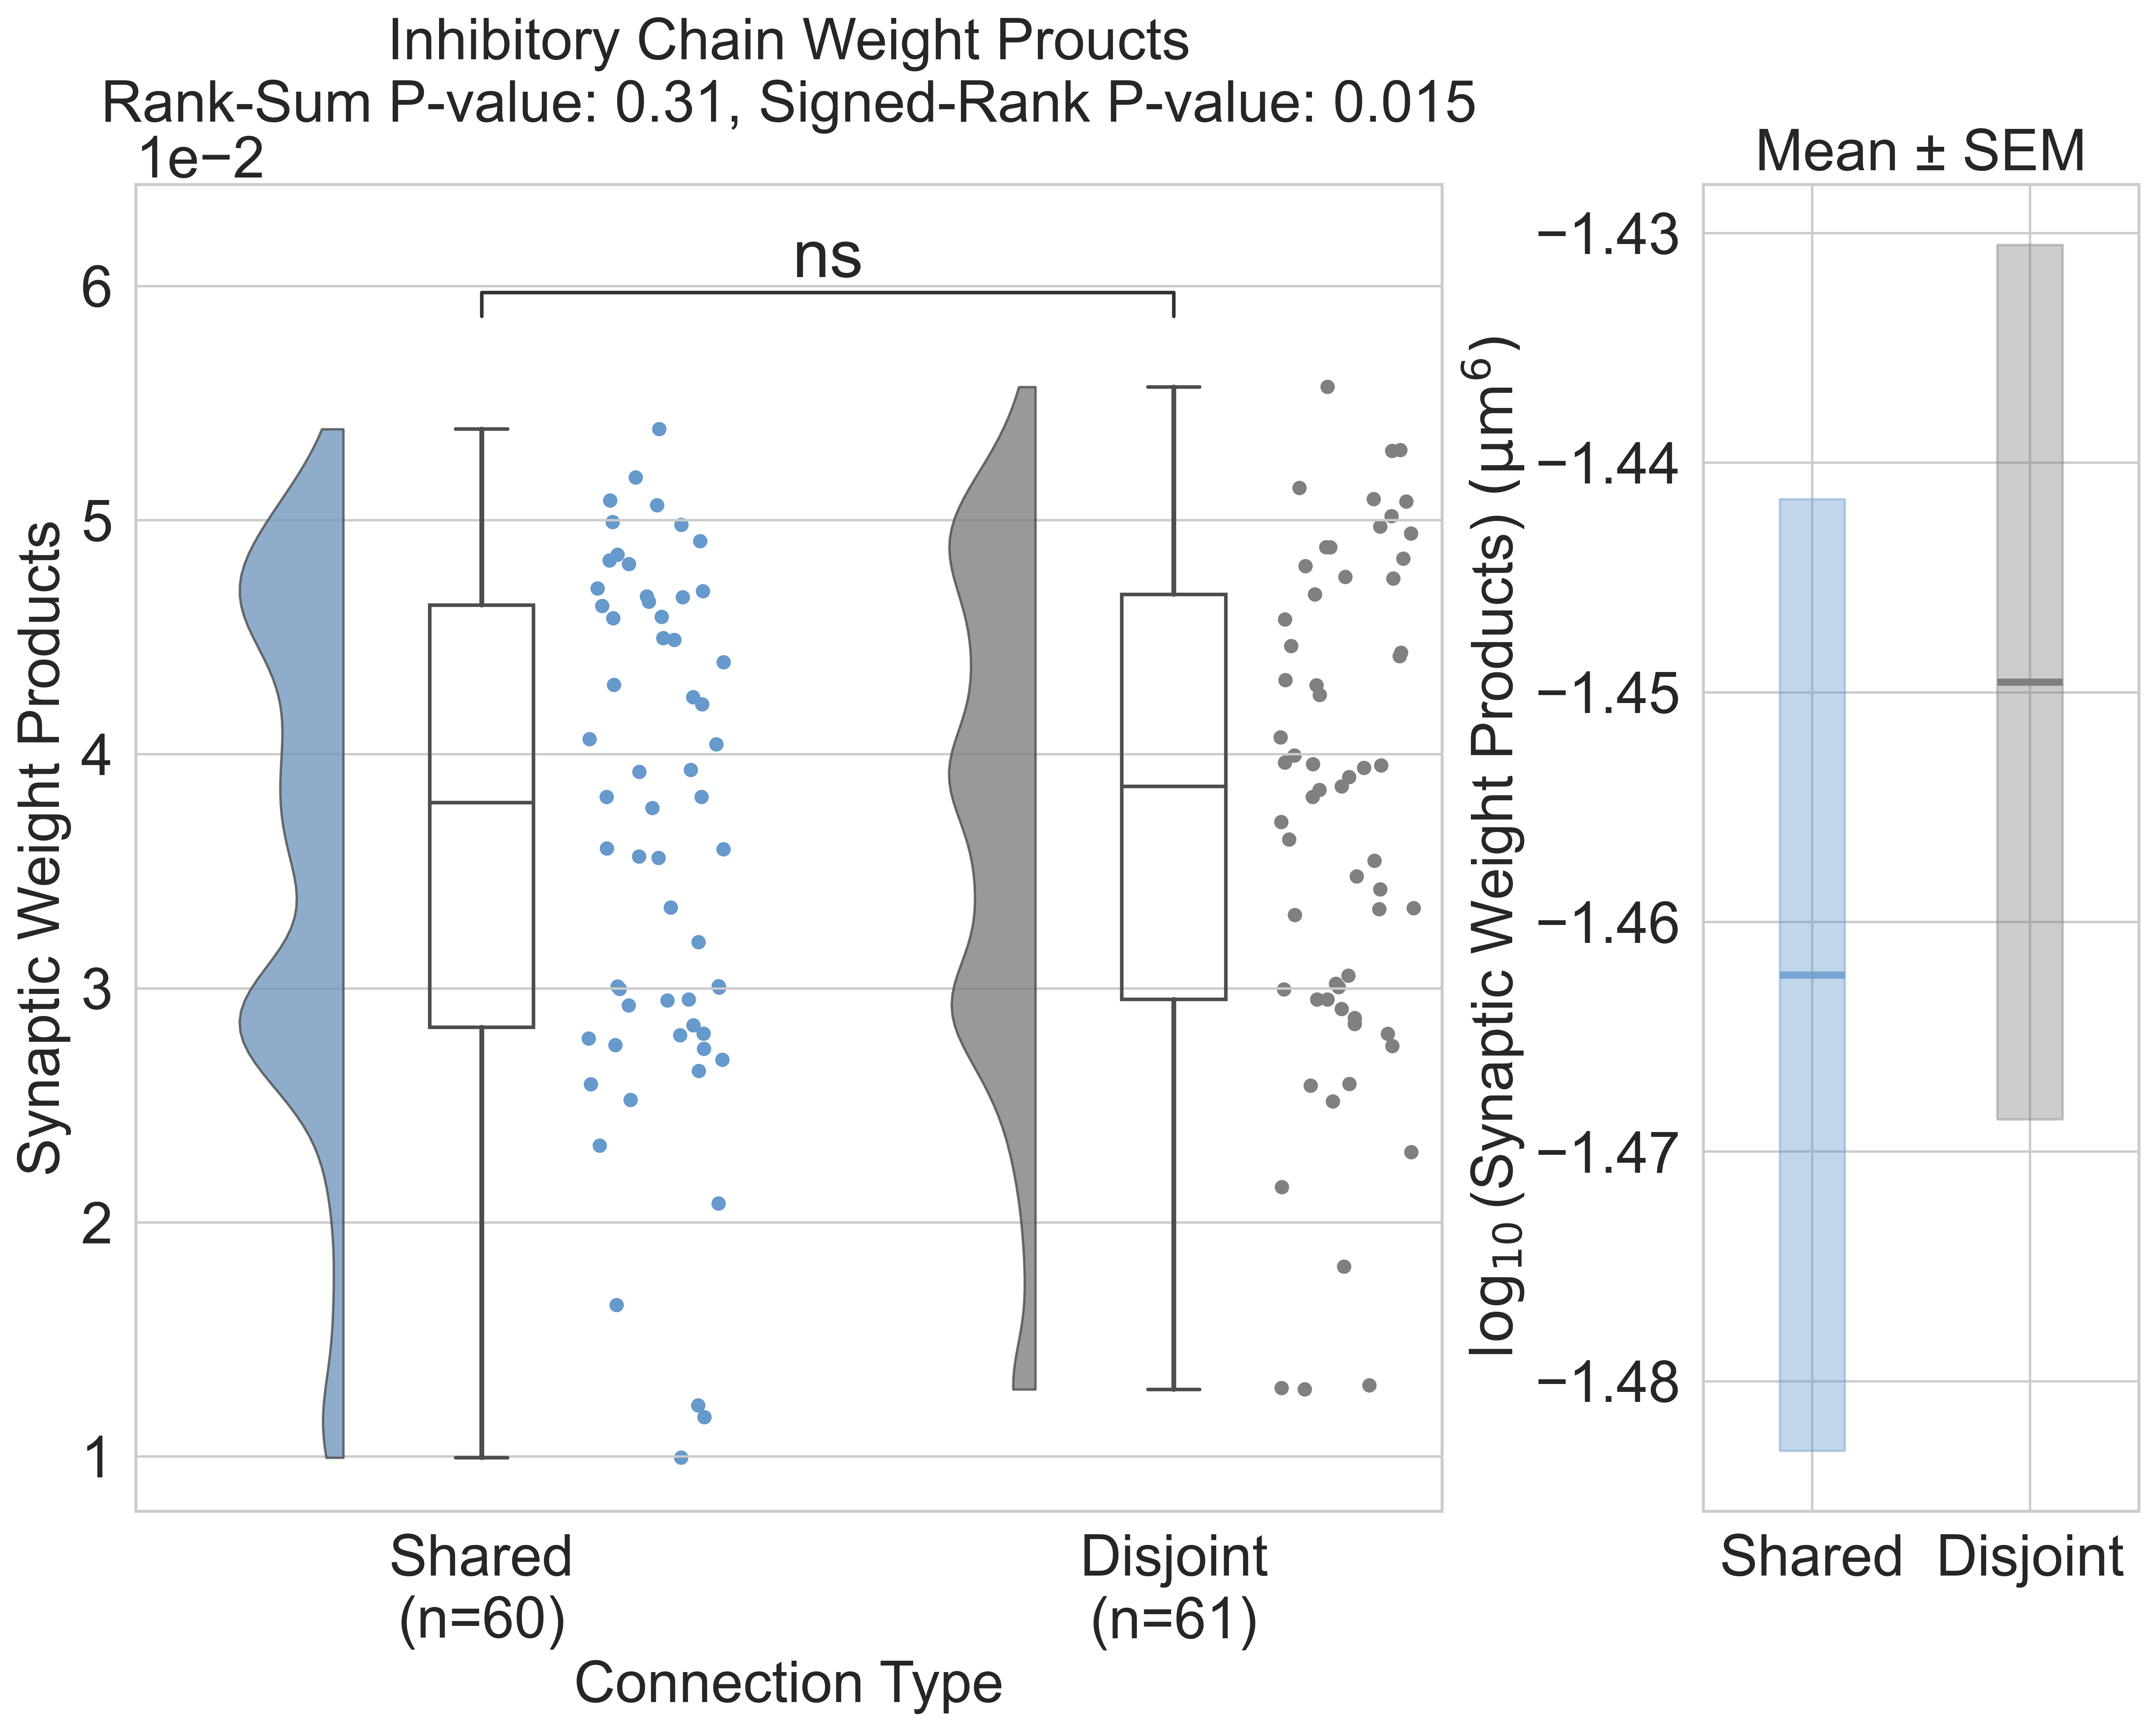 Inhibitory Chain Weight Proucts
Rank-Sum P-value: 0.31, Signed-Rank P-value: 0.015
1e−2
ns
6
5
4
3
2
1
Synaptic Weight Products
Shared
(n=60)
Disjoint
(n=61)
Connection Type
Mean ± SEM
log₁₀(Synaptic Weight Products) (μm⁶)
−1.43
−1.44
−1.45
−1.46
−1.47
−1.48
Shared
Disjoint